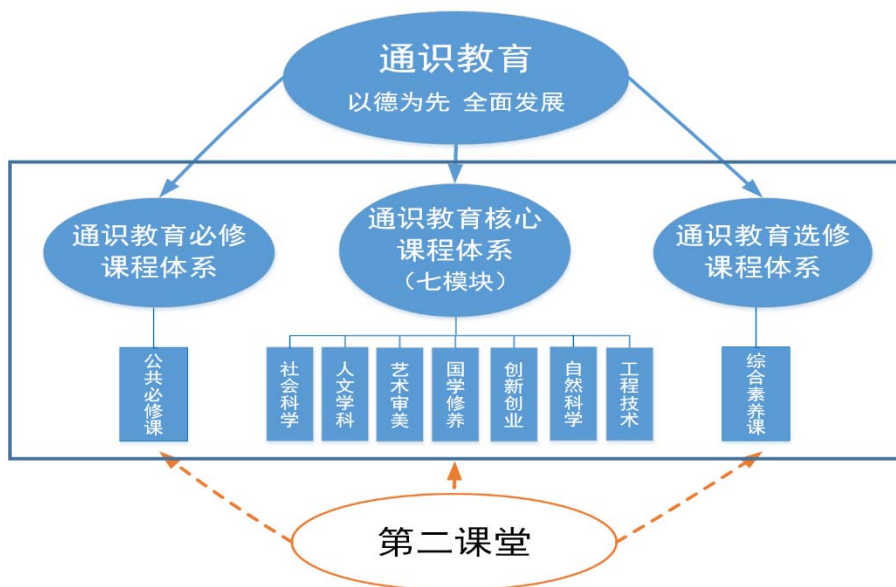 通识教育
以德为先 全面发展
通识教育必修
课程体系
通识教育核心
课程体系
（七模块）
通识教育选修
课程体系
公共必修课
社会科学
人文学科
艺术审美
国学修养
创新创业
自然科学
工程技术
综合素养课
第二课堂